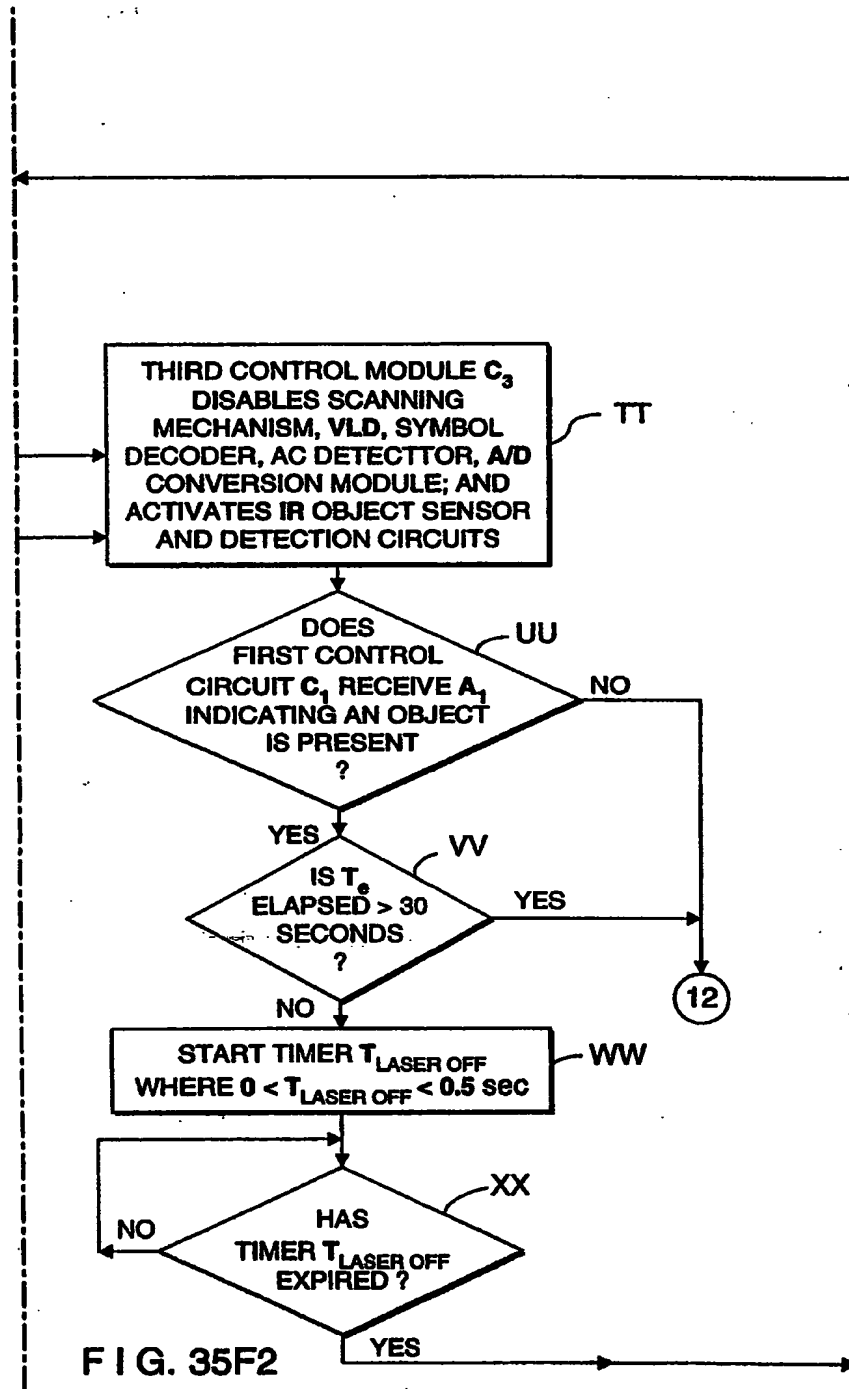 THIRD CONTROL MODULE C3
DISABLES SCANNING
MECHANISM, VLD, SYMBOL
DECODER, AC DETECTTOR, A/D
CONVERSION MODULE; AND
ACTIVATES IR OBJECT SENSOR
AND DETECTION CIRCUITS
TT
DOES
FIRST CONTROL
CIRCUIT C1 RECEIVE A1
INDICATING AN OBJECT
IS PRESENT
?
UU
NO
YES
IS Te
ELAPSED > 30
SECONDS
?
VV
YES
12
NO
START TIMER TLASER OFF
WHERE 0 < TLASER OFF < 0.5 sec
WW
HAS
TIMER TLASER OFF
EXPIRED ?
XX
NO
YES
FIG. 35F2